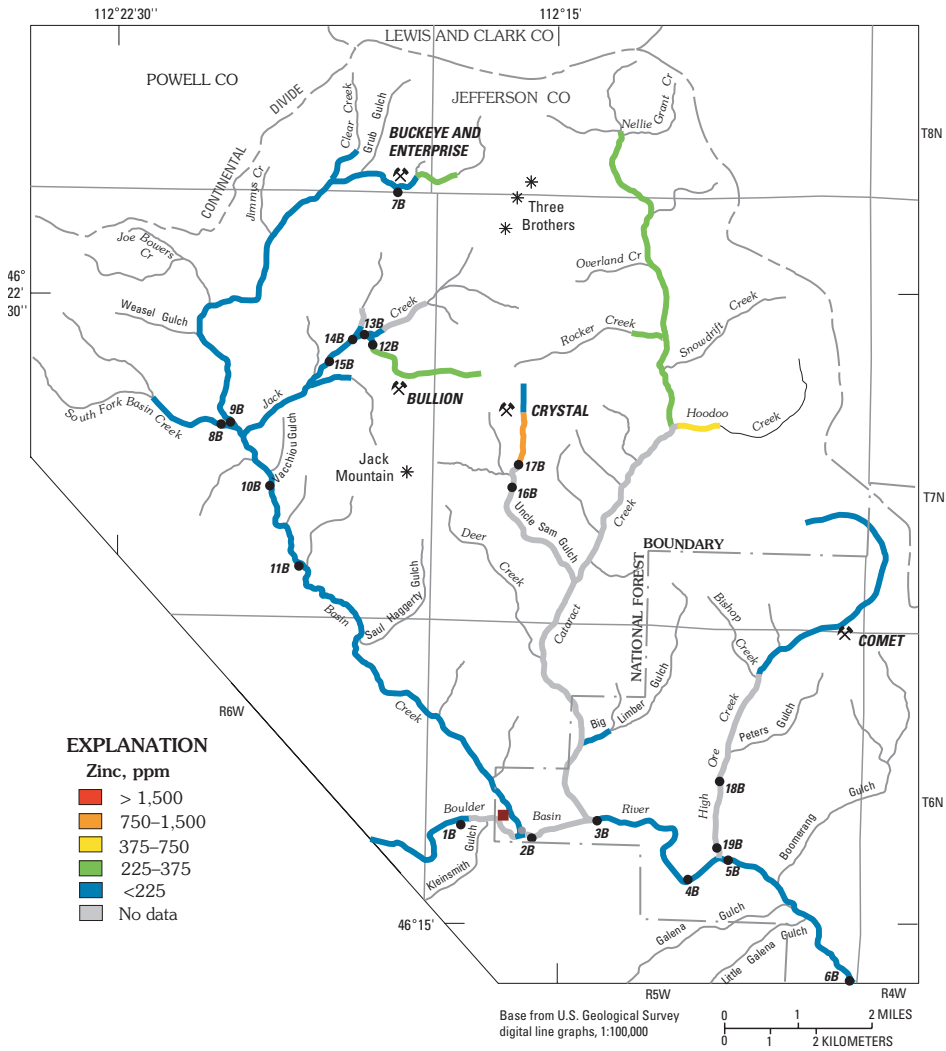 112°22'30"
112°15'
LEWIS AND CLARK CO
POWELL CO
JEFFERSON CO
CONTINENTAL
DIVIDE
Clear Creek
Grub Gulch
Nellie
Grant Cr
T8N
BUCKEYE AND
ENTERPRISE
7B
Three
Brothers
Jimmys Cr
Joe Bowers
Cr
Overland Cr
46°
22'
30''
Weasel Gulch
Creek
13B
14B
12B
15B
Rocker Creek
Snowdrift Creek
BULLION
CRYSTAL
South Fork Basin
Creek
Jack
9B
8B
Hoodoo
Creek
Vacchiou Gulch
Jack
Mountain
17B
16B
10B
T7N
Uncle Sam
Gulch
Creek
Deer
Creek
BOUNDARY
NATIONAL FOREST
11B
Basin
Saul Haggerty Gulch
Cataract
Bishop
Creek
COMET
R6W
Creek
Big
Limber Gulch
Creek
Peters Gulch
Ore
High
EXPLANATION
Zinc, ppm
> 1,500
750–1,500
375–750
225–375
<225
No data
18B
Gulch
Boomerang
T6N
Boulder
Basin
River
1B
2B
3B
Gulch
Kleinsmith
19B
5B
4B
46°15'
Galena Gulch
Little Galena Gulch
6B
R5W
R4W
Base from U.S. Geological Survey
digital line graphs, 1:100,000
0 1 2 MILES
0 1 2 KILOMETERS